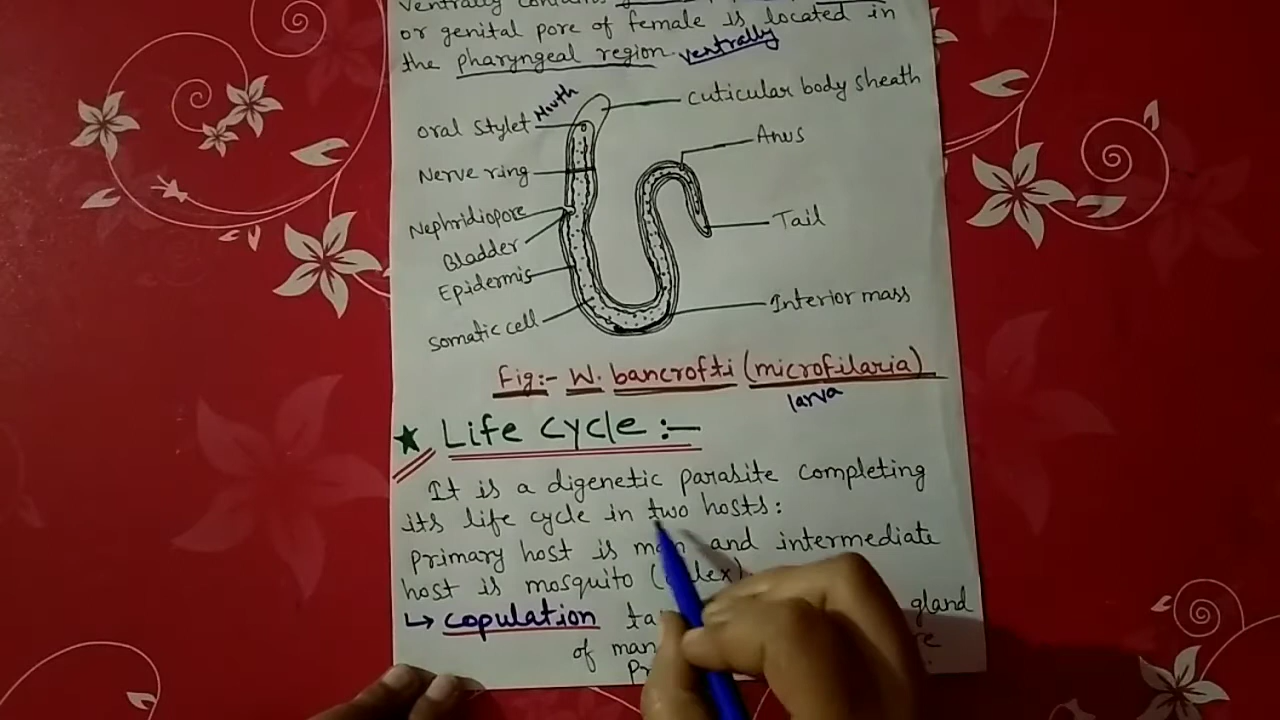 ventrally contains
or genital pore of female is located in
the pharyngeal region. ventrally
Mouth
cuticular body sheath
Oral stylet
Anus
Nerve ring
Nephridiopore
Tail
Bladder
Epidermis
Interior mass
Somatic cell
Fig:- W. bancrofti (microfilaria)
larva
★ Life cycle:-
It is a digenetic parasite completing
its life cycle in two hosts:
primary host is man and intermediate
host is mosquito
↳ copulation gland
of man